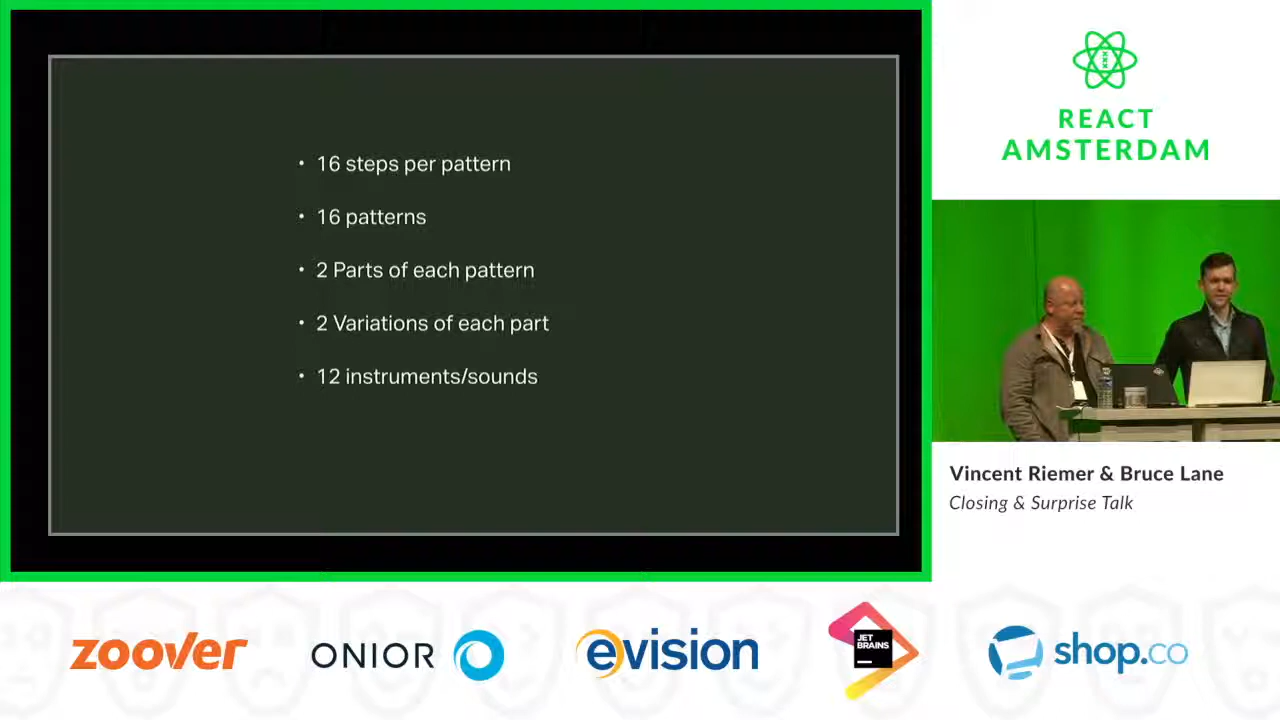 • 16 steps per pattern
• 16 patterns
• 2 Parts of each pattern
• 2 Variations of each part
• 12 instruments/sounds
XXX
REACT
AMSTERDAM
Vincent Riemer & Bruce Lane
Closing & Surprise Talk
zoover
ONIOR
evision
JET
BRAINS
shop.co